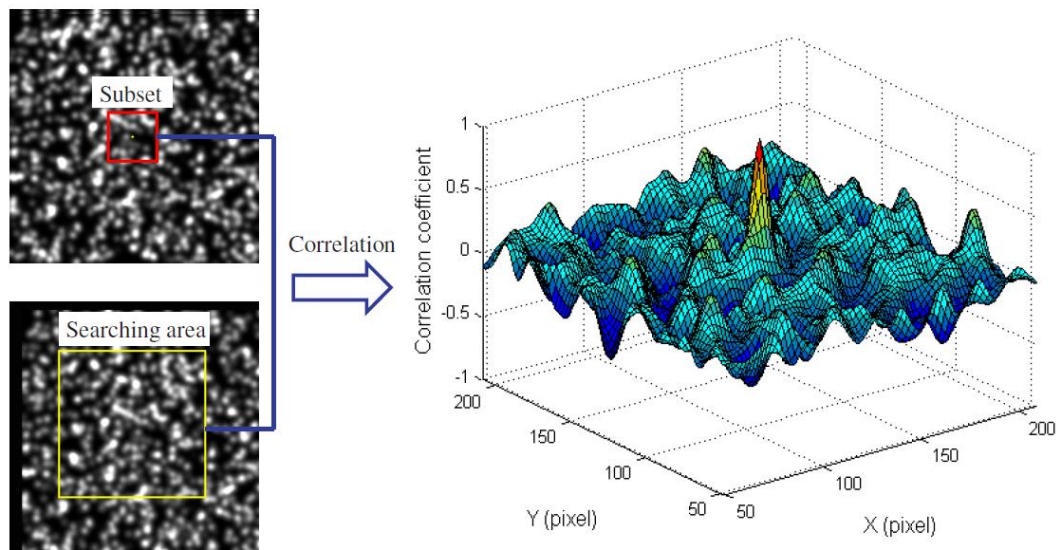 Subset
Searching area
Correlation
Correlation coefficient
1
0.5
0
-0.5
-1
200
150
100
50
Y (pixel)
50
100
150
200
X (pixel)